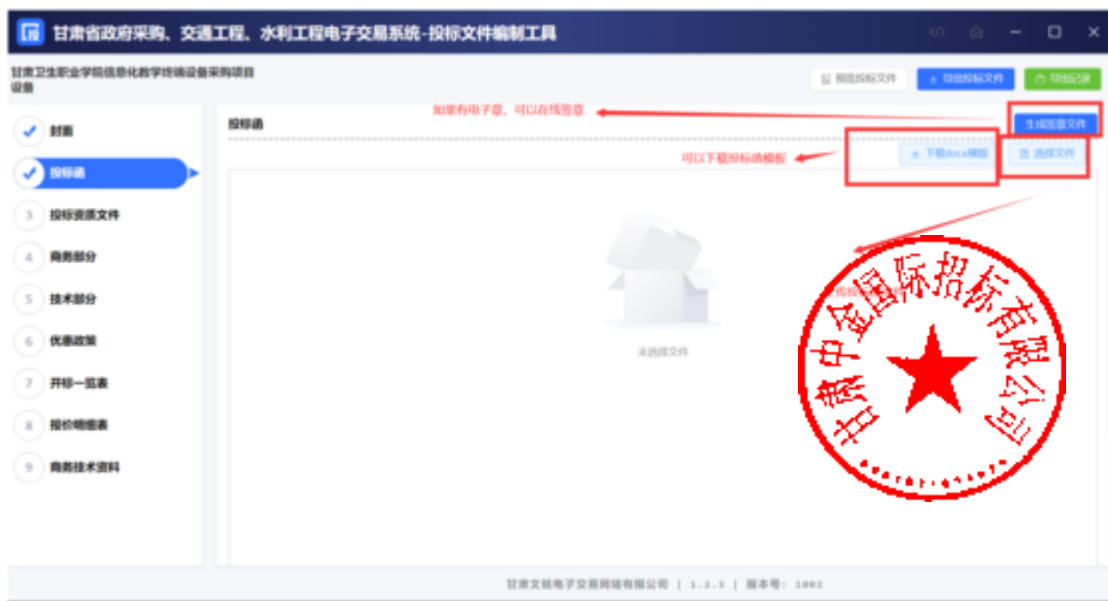 投
甘肃省政府采购、交通工程、水利工程电子交易系统-投标文件编制工具
甘肃卫生职业学院信息化教学终端设备采购项目
设备
预览投标文件
导出投标文件
导出记录
封面
投标函
3 投标资质文件
4 商务部分
5 技术部分
6 优惠政策
7 开标一览表
8 报价明细表
9 商务技术资料
投标函
如果有电子章，可以在线签章
生成签章文件
可以下载投标函模板
下载docx模板
选择文件
未选择文件
甘肃中金国际招标有限公司
甘肃文锐电子交易网络有限公司 | 1.2.3 | 版本号: 1002